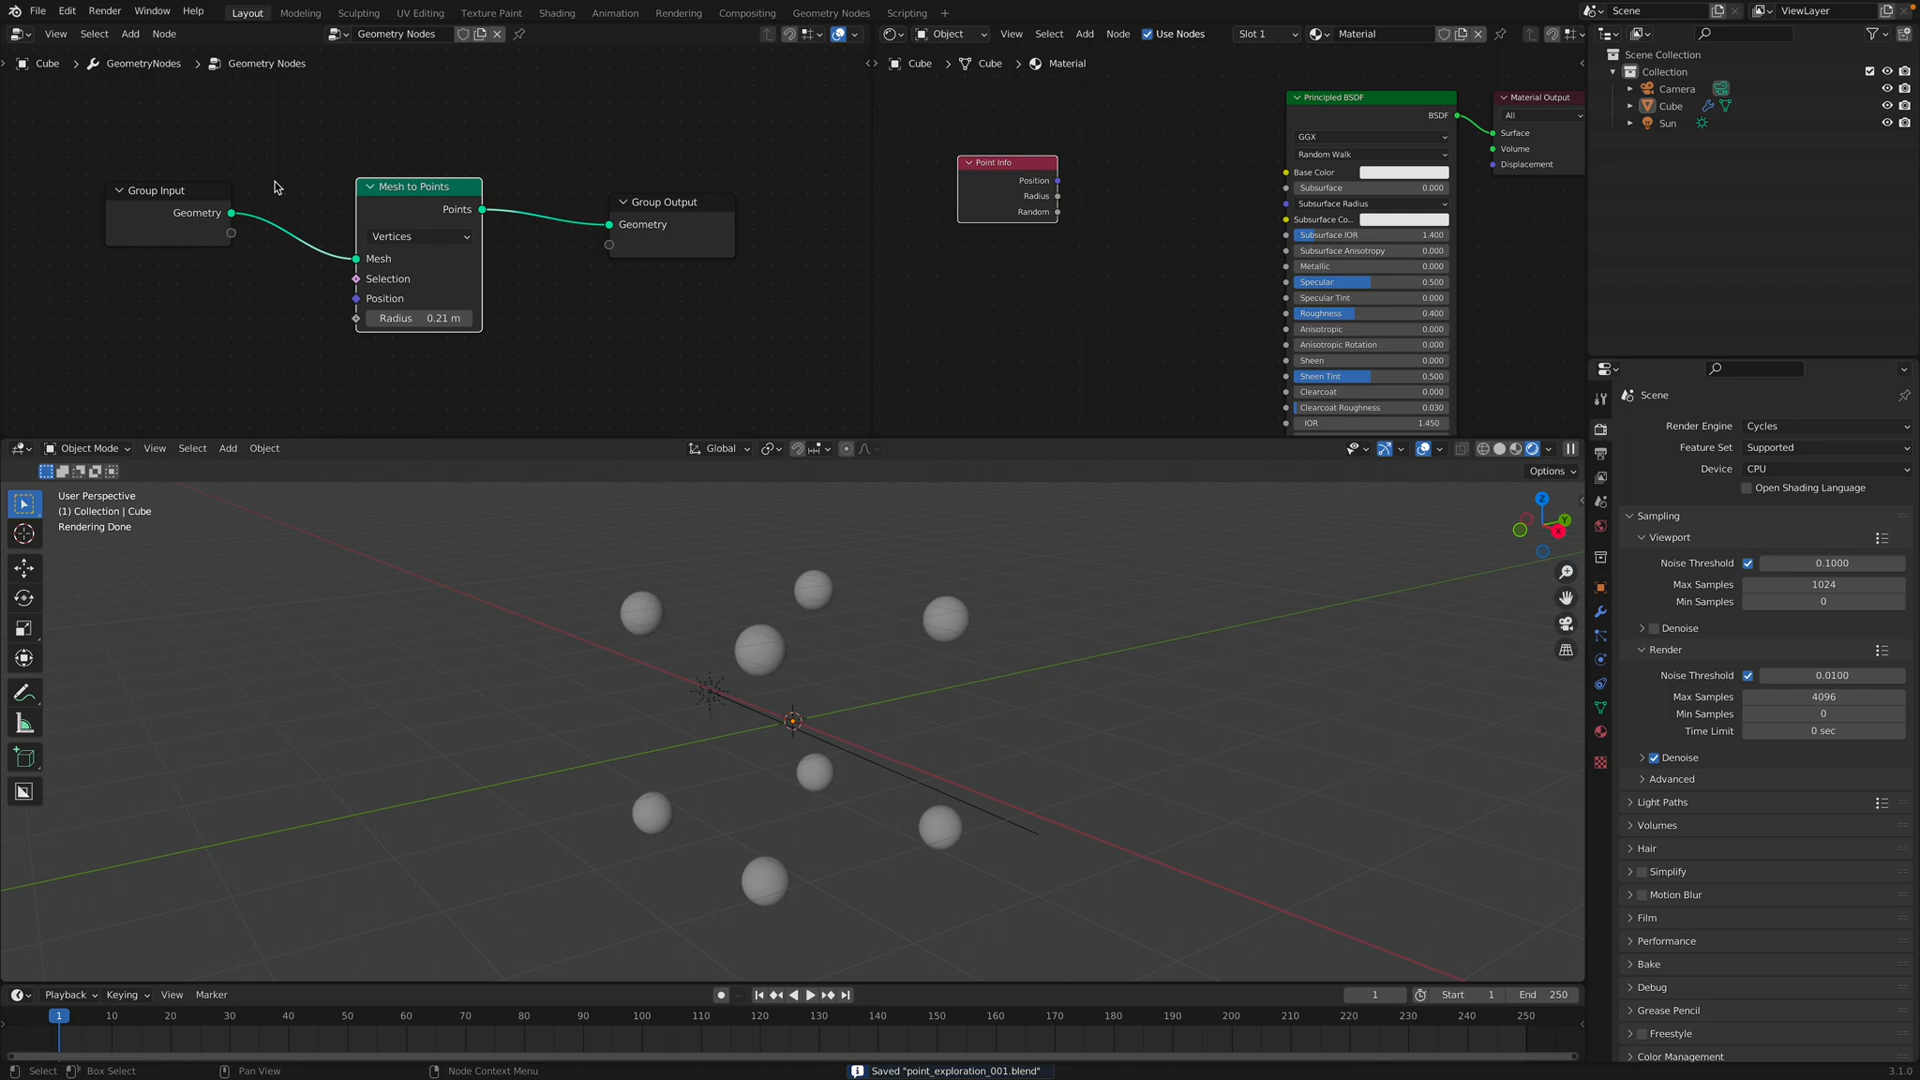 File Edit Render Window Help Layout Modeling Sculpting UV Editing Texture Paint Shading Animation Rendering Compositing Geometry Nodes Scripting + Scene ViewLayer
View Select Add Node Geometry Nodes Object View Select Add Node Use Nodes Slot 1 Material
Cube > GeometryNodes > Geometry Nodes
Cube > Cube > Material
Scene Collection
Collection
Camera
Cube
Sun
Group Input
Geometry
Mesh to Points
Points
Vertices
Mesh
Selection
Position
Radius 0.21 m
Group Output
Geometry
Point Info
Position
Radius
Random
Principled BSDF
BSDF
GGX
Random Walk
Base Color
Subsurface 0.000
Subsurface Radius
Subsurface Co...
Subsurface IOR 1.400
Subsurface Anisotropy 0.000
Metallic 0.000
Specular 0.500
Specular Tint 0.000
Roughness 0.400
Anisotropic 0.000
Anisotropic Rotation 0.000
Sheen 0.000
Sheen Tint 0.500
Clearcoat 0.000
Clearcoat Roughness 0.030
IOR 1.450
Material Output
All
Surface
Volume
Displacement
Object Mode View Select Add Object Global
Options
User Perspective
(1) Collection | Cube
Rendering Done
Z
Y
X
Scene
Render Engine Cycles
Feature Set Supported
Device CPU
Open Shading Language
Sampling
Viewport
Noise Threshold 0.1000
Max Samples 1024
Min Samples 0
Denoise
Render
Noise Threshold 0.0100
Max Samples 4096
Min Samples 0
Time Limit 0 sec
Denoise
Advanced
Light Paths
Volumes
Hair
Simplify
Motion Blur
Film
Performance
Bake
Debug
Grease Pencil
Freestyle
Color Management
Playback Keying View Marker 1 Start 1 End 250
1 10 20 30 40 50 60 70 80 90 100 110 120 130 140 150 160 170 180 190 200 210 220 230 240 250
Select Box Select Pan View Node Context Menu Saved "point_exploration_001.blend" 3.1.0